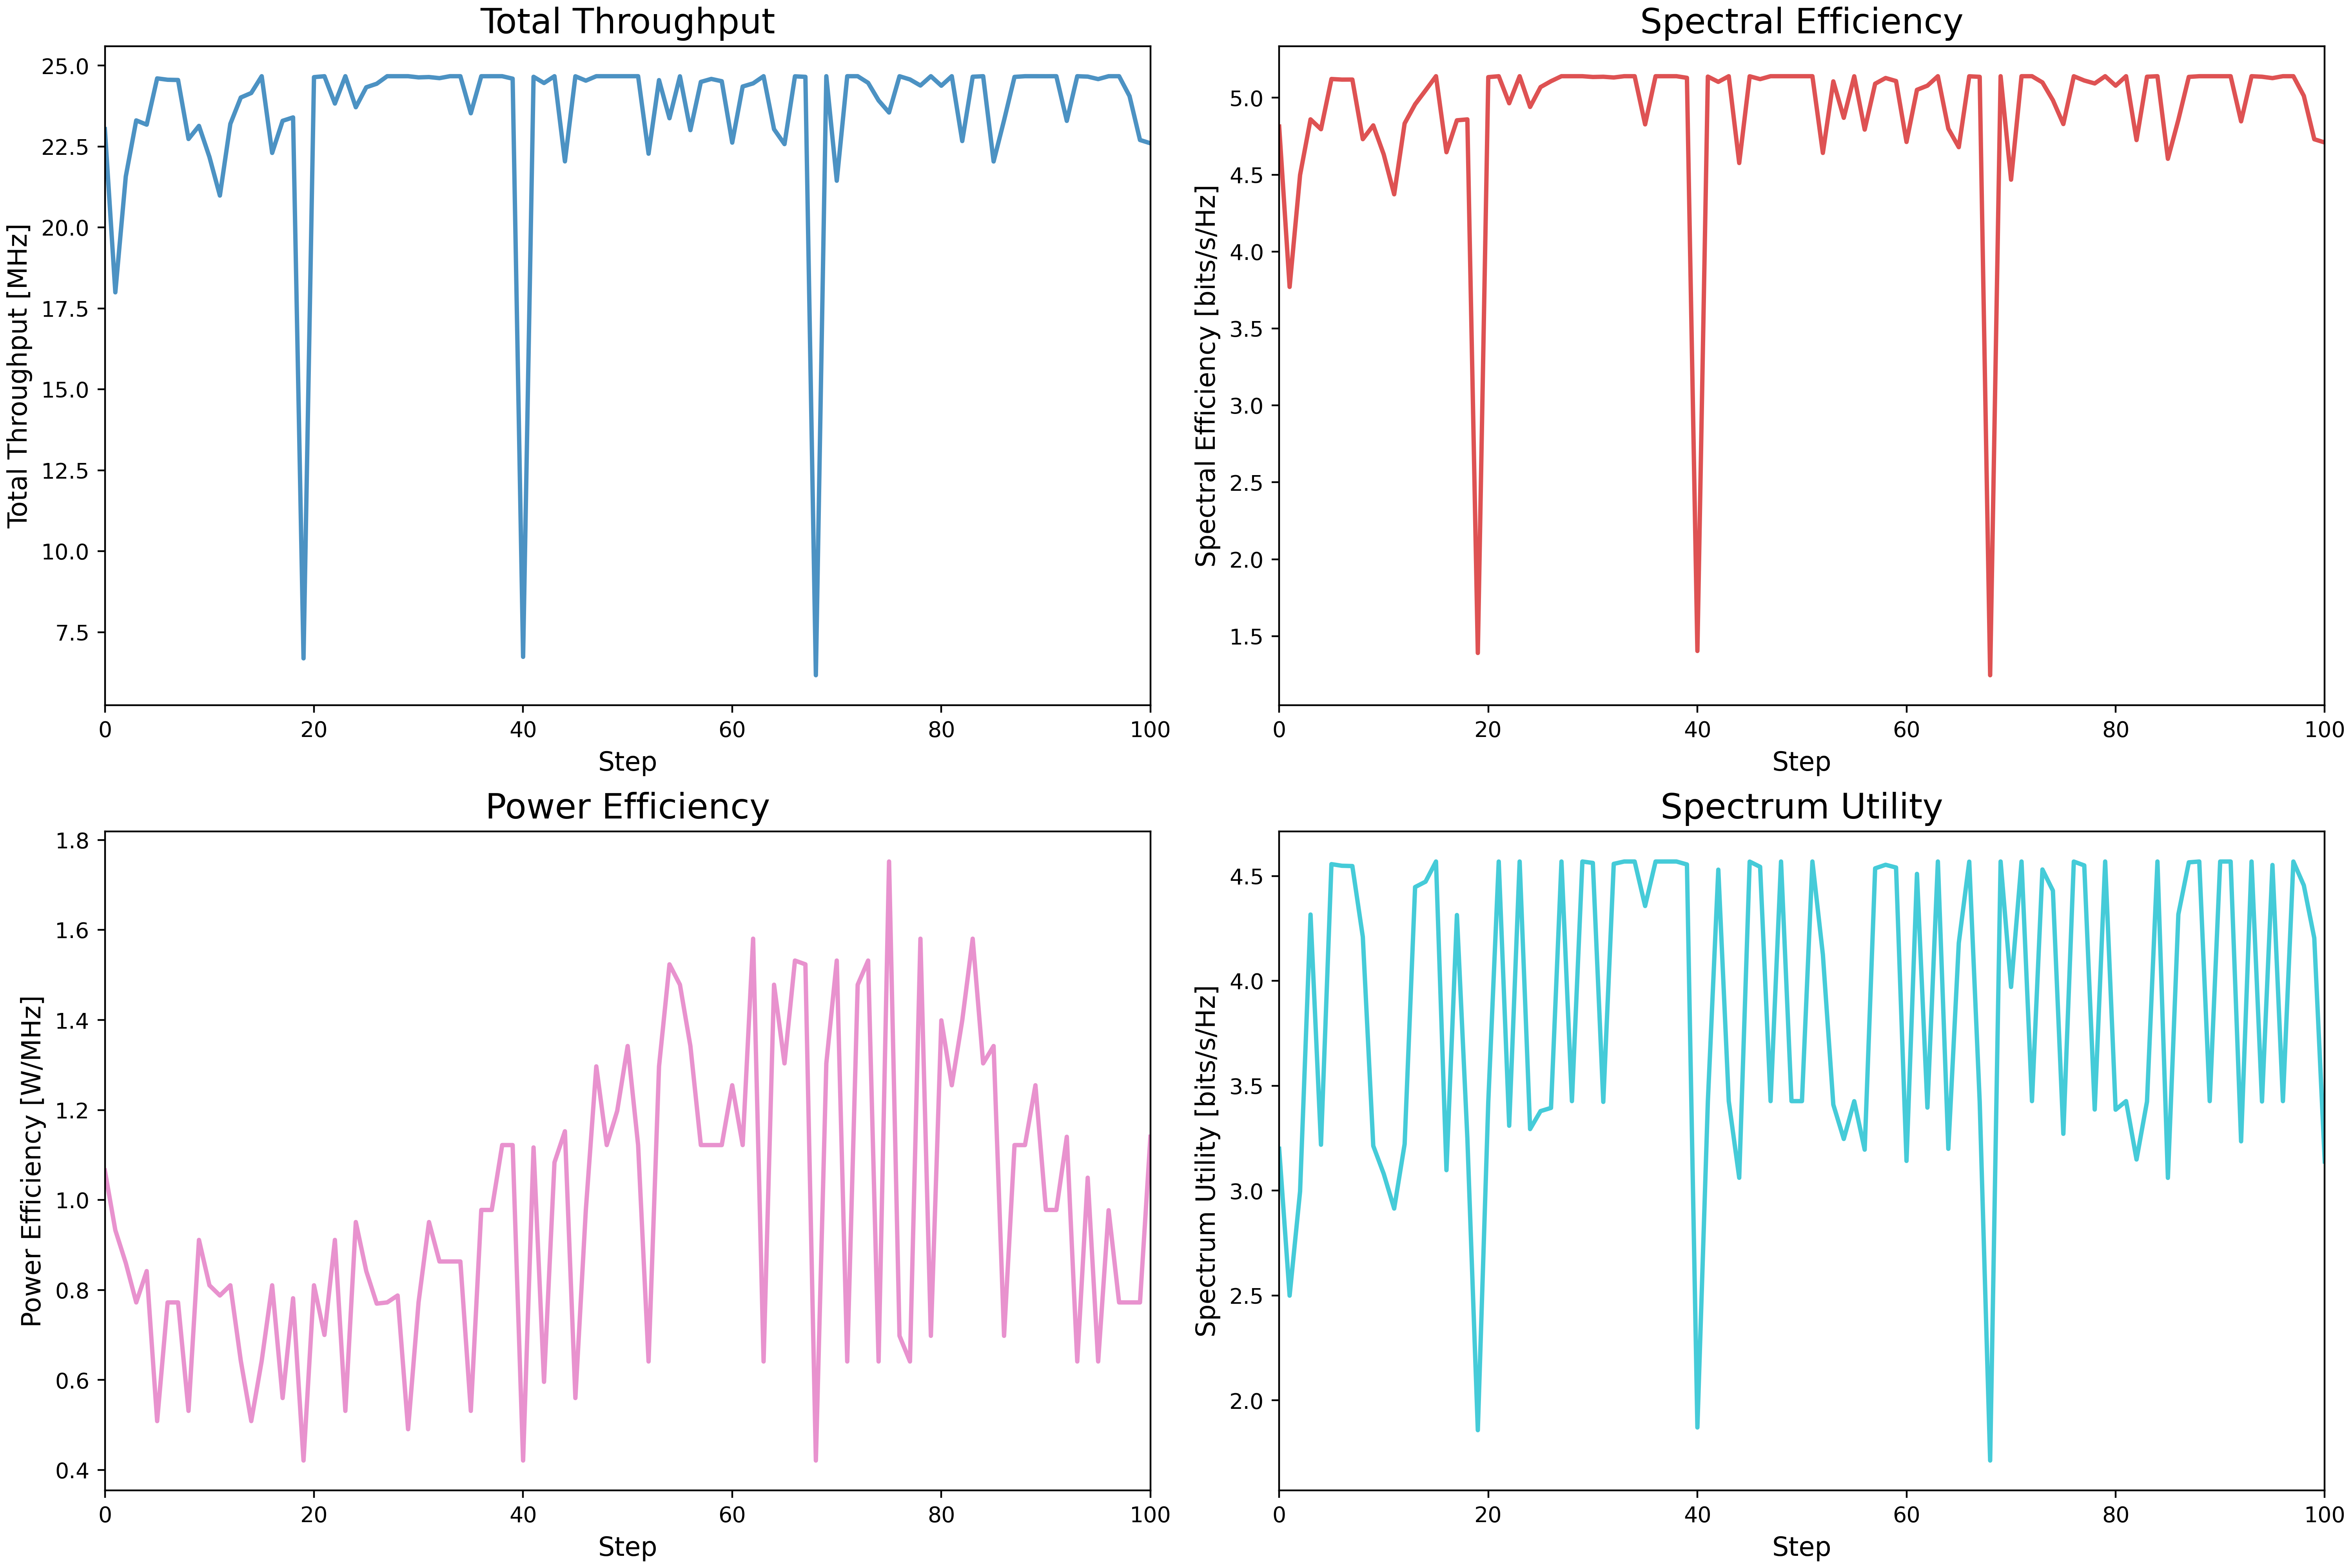 Total Throughput
Total Throughput [MHz]
25.0
22.5
20.0
17.5
15.0
12.5
10.0
7.5
0 20 40 60 80 100
Step
Spectral Efficiency
Spectral Efficiency [bits/s/Hz]
5.0
4.5
4.0
3.5
3.0
2.5
2.0
1.5
0 20 40 60 80 100
Step
Power Efficiency
Power Efficiency [W/MHz]
1.8
1.6
1.4
1.2
1.0
0.8
0.6
0.4
0 20 40 60 80 100
Step
Spectrum Utility
Spectrum Utility [bits/s/Hz]
4.5
4.0
3.5
3.0
2.5
2.0
0 20 40 60 80 100
Step